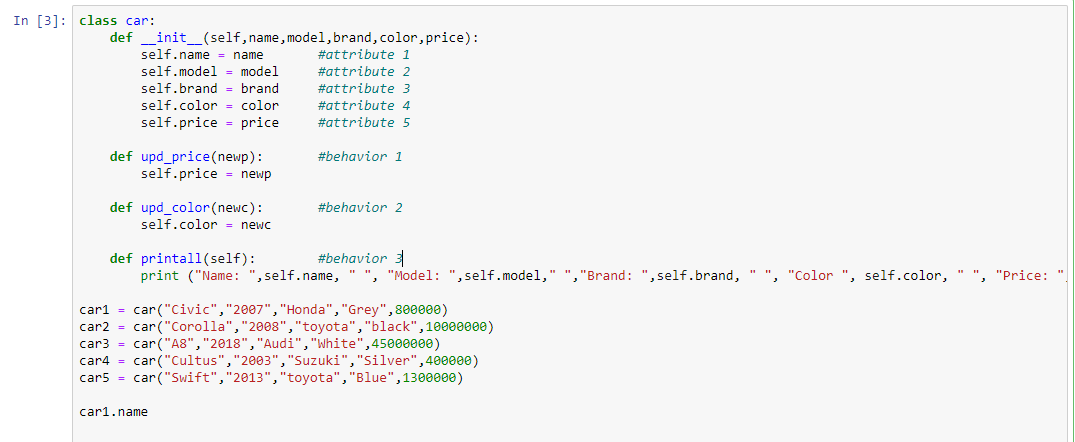 In [3]: class car:
    def __init__(self,name,model,brand,color,price):
        self.name = name       #attribute 1
        self.model = model     #attribute 2
        self.brand = brand     #attribute 3
        self.color = color     #attribute 4
        self.price = price     #attribute 5
    def upd_price(newp):       #behavior 1
        self.price = newp
    def upd_color(newc):       #behavior 2
        self.color = newc
    def printall(self):        #behavior 3
        print ("Name: ",self.name, " ", "Model: ",self.model," ","Brand: ",self.brand, " ", "Color ", self.color, " ", "Price: ",
car1 = car("Civic","2007","Honda","Grey",800000)
car2 = car("Corolla","2008","toyota","black",10000000)
car3 = car("A8","2018","Audi","White",45000000)
car4 = car("Cultus","2003","Suzuki","Silver",400000)
car5 = car("Swift","2013","toyota","Blue",1300000)
car1.name